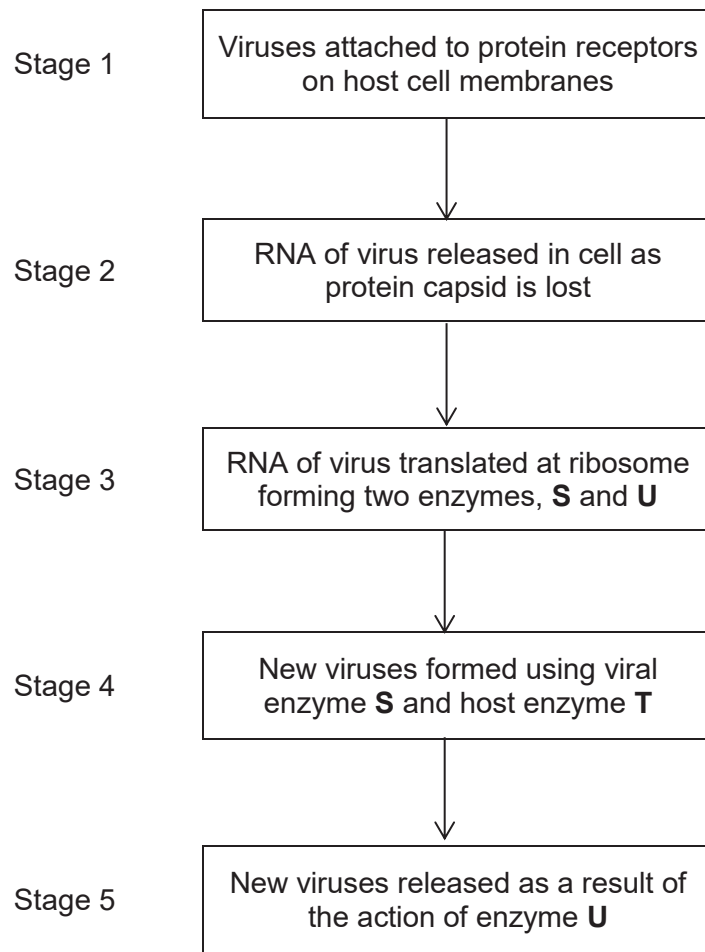 Stage 1
Viruses attached to protein receptors
on host cell membranes
Stage 2
RNA of virus released in cell as
protein capsid is lost
Stage 3
RNA of virus translated at ribosome
forming two enzymes, S and U
Stage 4
New viruses formed using viral
enzyme S and host enzyme T
Stage 5
New viruses released as a result of
the action of enzyme U